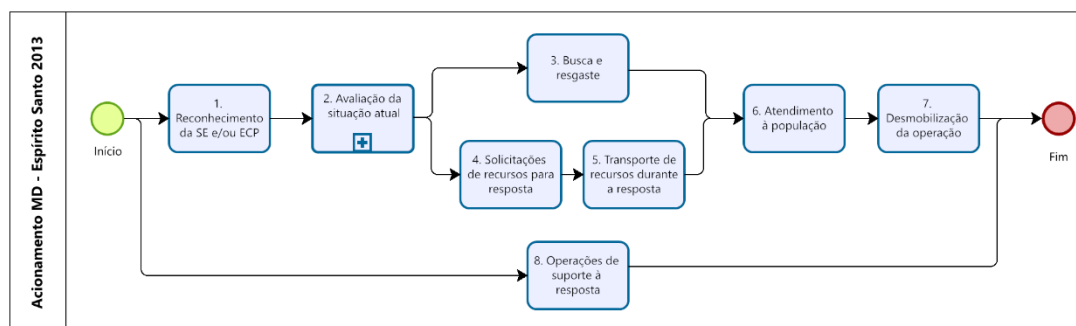 Acionamento MD - Espírito Santo 2013
Início
1.
Reconhecimento
da SE e/ou ECP
2. Avaliação da
situação atual
3. Busca e
resgaste
4. Solicitações
de recursos para
resposta
5. Transporte de
recursos durante
a resposta
6. Atendimento
à população
7.
Desmobilização
da operação
8. Operações de
suporte à
resposta
Fim